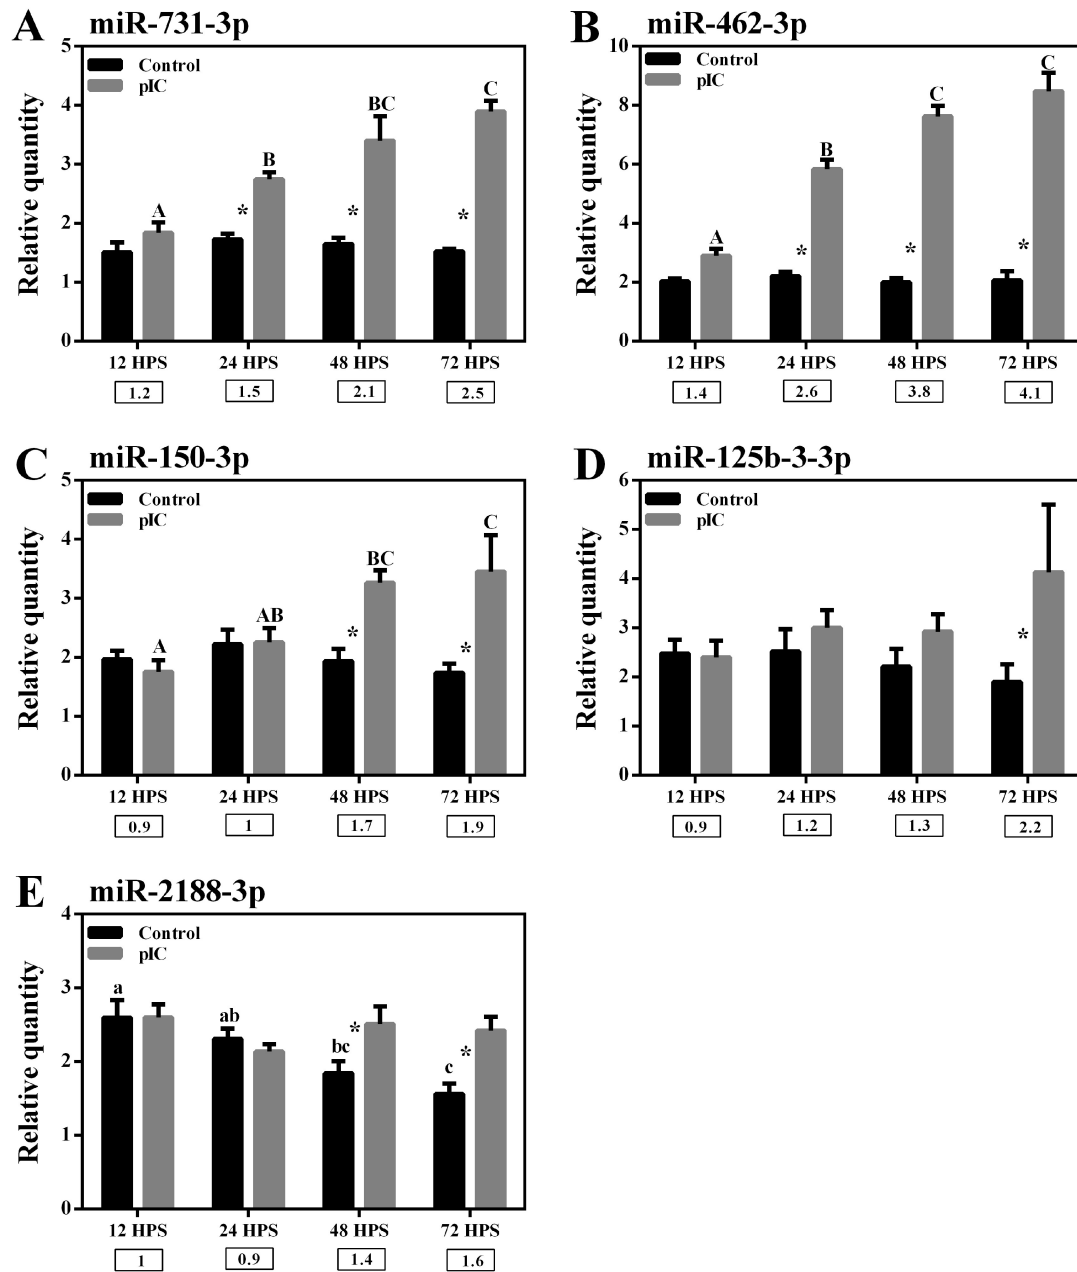 A miR-731-3p
5
4
3
2
1
0
Relative quantity
Control
pIC
A
* B
* BC
* C
12 HPS 24 HPS 48 HPS 72 HPS
1.2 1.5 2.1 2.5
B miR-462-3p
10
8
6
4
2
0
Relative quantity
Control
pIC
A
* B
* C
* C
12 HPS 24 HPS 48 HPS 72 HPS
1.4 2.6 3.8 4.1
C miR-150-3p
5
4
3
2
1
0
Relative quantity
Control
pIC
A
AB
* BC
* C
12 HPS 24 HPS 48 HPS 72 HPS
0.9 1 1.7 1.9
D miR-125b-3-3p
6
5
4
3
2
1
0
Relative quantity
Control
pIC
*
12 HPS 24 HPS 48 HPS 72 HPS
0.9 1.2 1.3 2.2
E miR-2188-3p
4
3
2
1
0
Relative quantity
Control
pIC
a
ab
bc *
c *
12 HPS 24 HPS 48 HPS 72 HPS
1 0.9 1.4 1.6